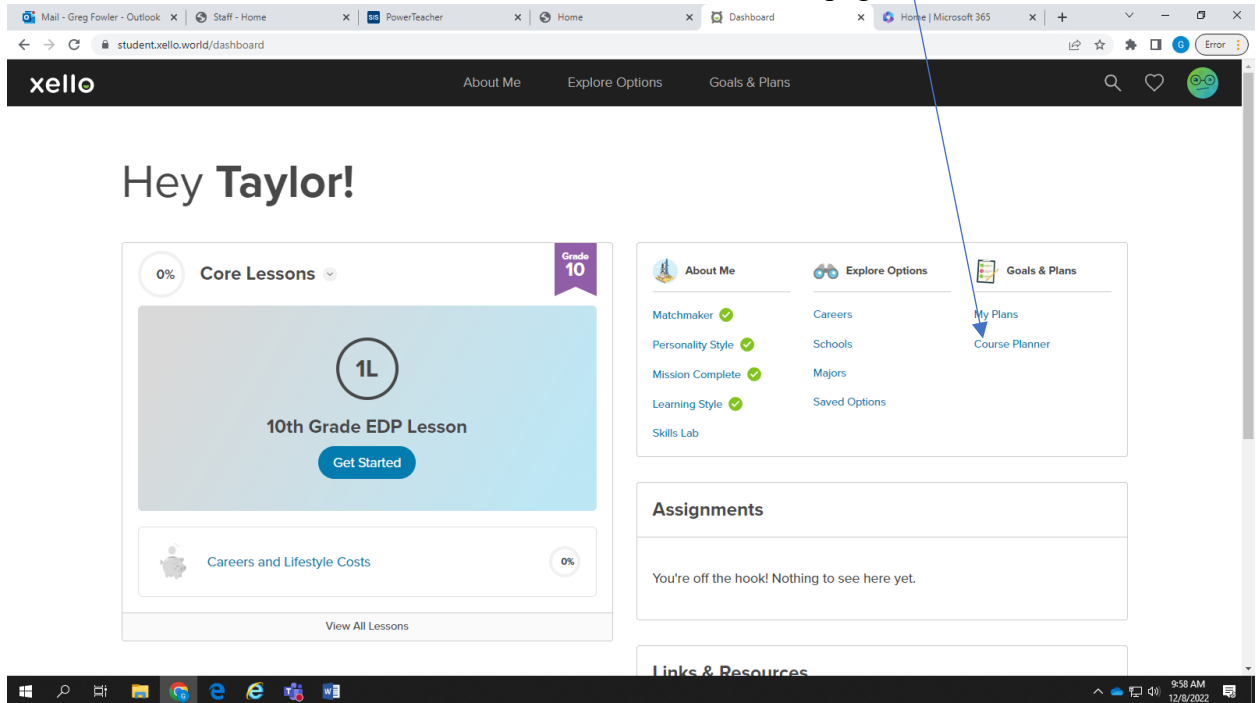 Mail - Greg Fowler - Outlook Staff - Home SIS PowerTeacher Home Dashboard Home | Microsoft 365
student.xello.world/dashboard G Error
xello About Me Explore Options Goals & Plans
Hey Taylor!
0% Core Lessons
Grade
10
1L
10th Grade EDP Lesson
Get Started
Careers and Lifestyle Costs 0%
View All Lessons
About Me Explore Options Goals & Plans
Matchmaker Careers My Plans
Personality Style Schools Course Planner
Mission Complete Majors
Learning Style Saved Options
Skills Lab
Assignments
You're off the hook! Nothing to see here yet.
Links & Resources
9:58 AM
12/8/2022